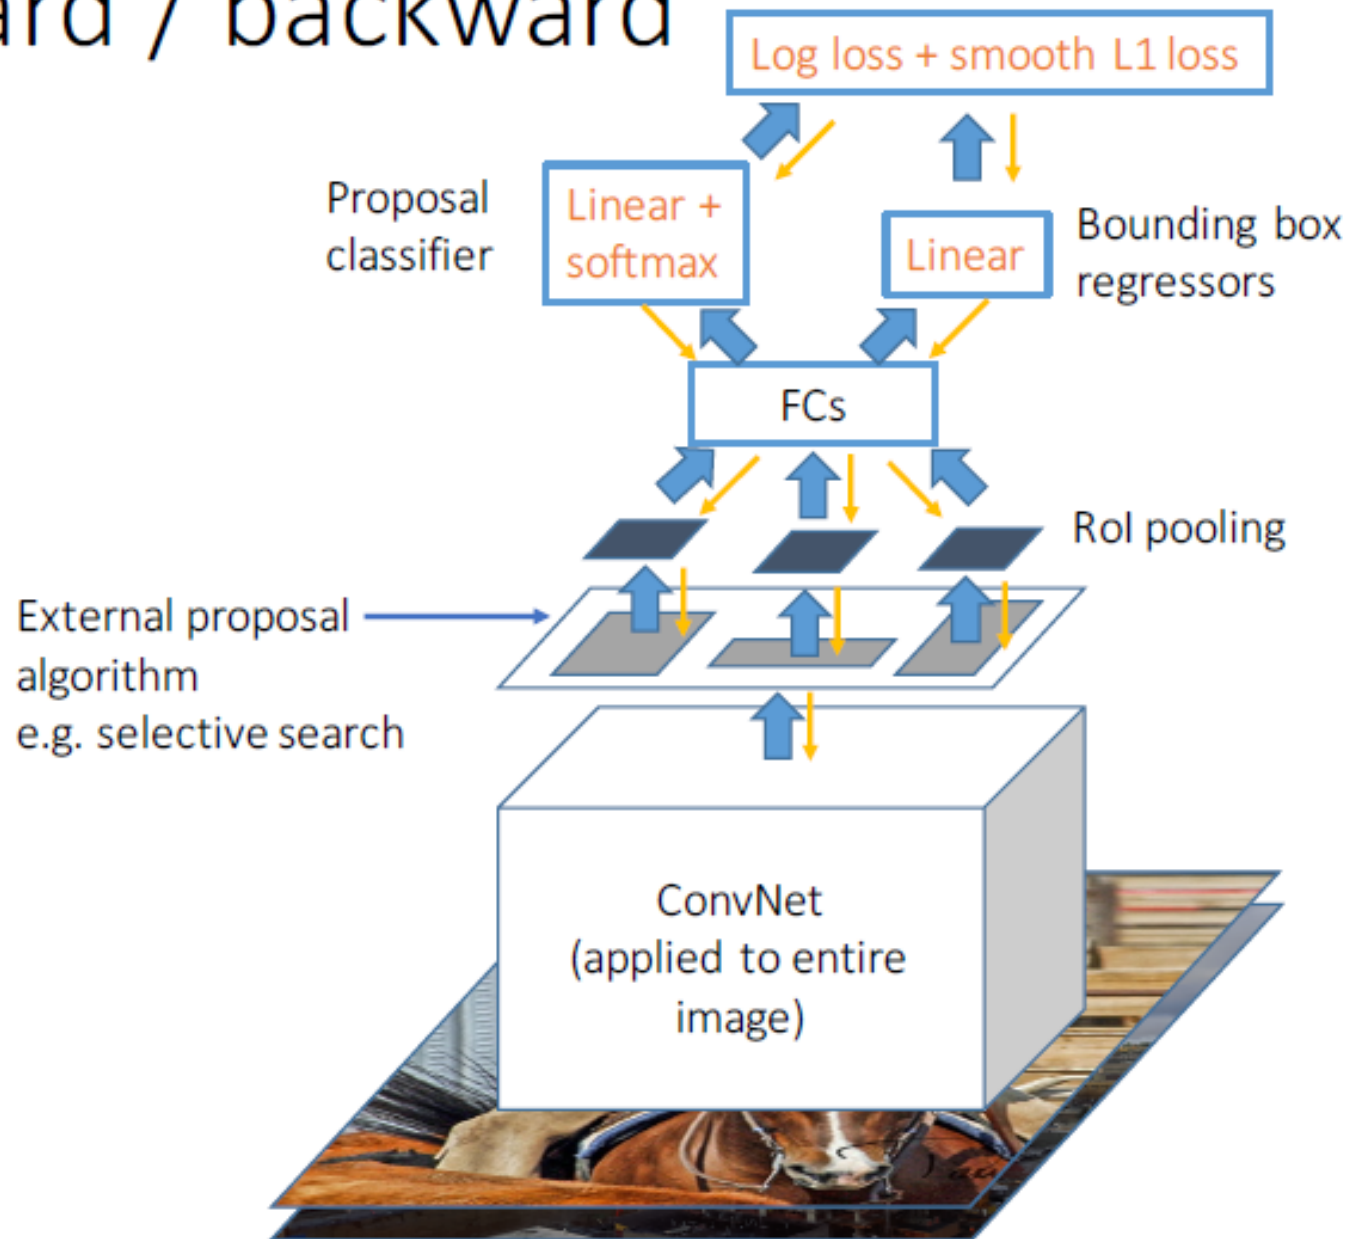 / backward
Log loss + smooth L1 loss
Proposal
classifier
Linear +
softmax
Linear
Bounding box
regressors
FCs
RoI pooling
External proposal
algorithm
e.g. selective search
ConvNet
(applied to entire
image)